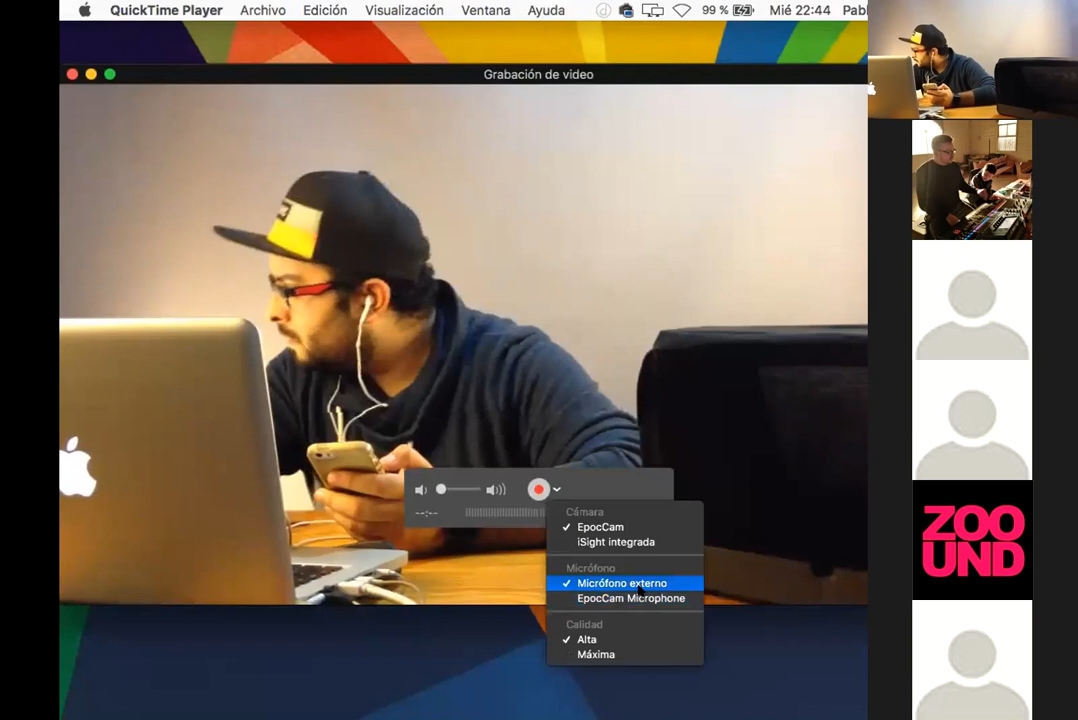 QuickTime Player Archivo Edición Visualización Ventana Ayuda 99 % Mié 22:44 Pabl
Grabación de video
--:--
Cámara
✓ EpocCam
iSight integrada
Micrófono
✓ Micrófono externo
EpocCam Microphone
Calidad
✓ Alta
Máxima
ZOO
UND